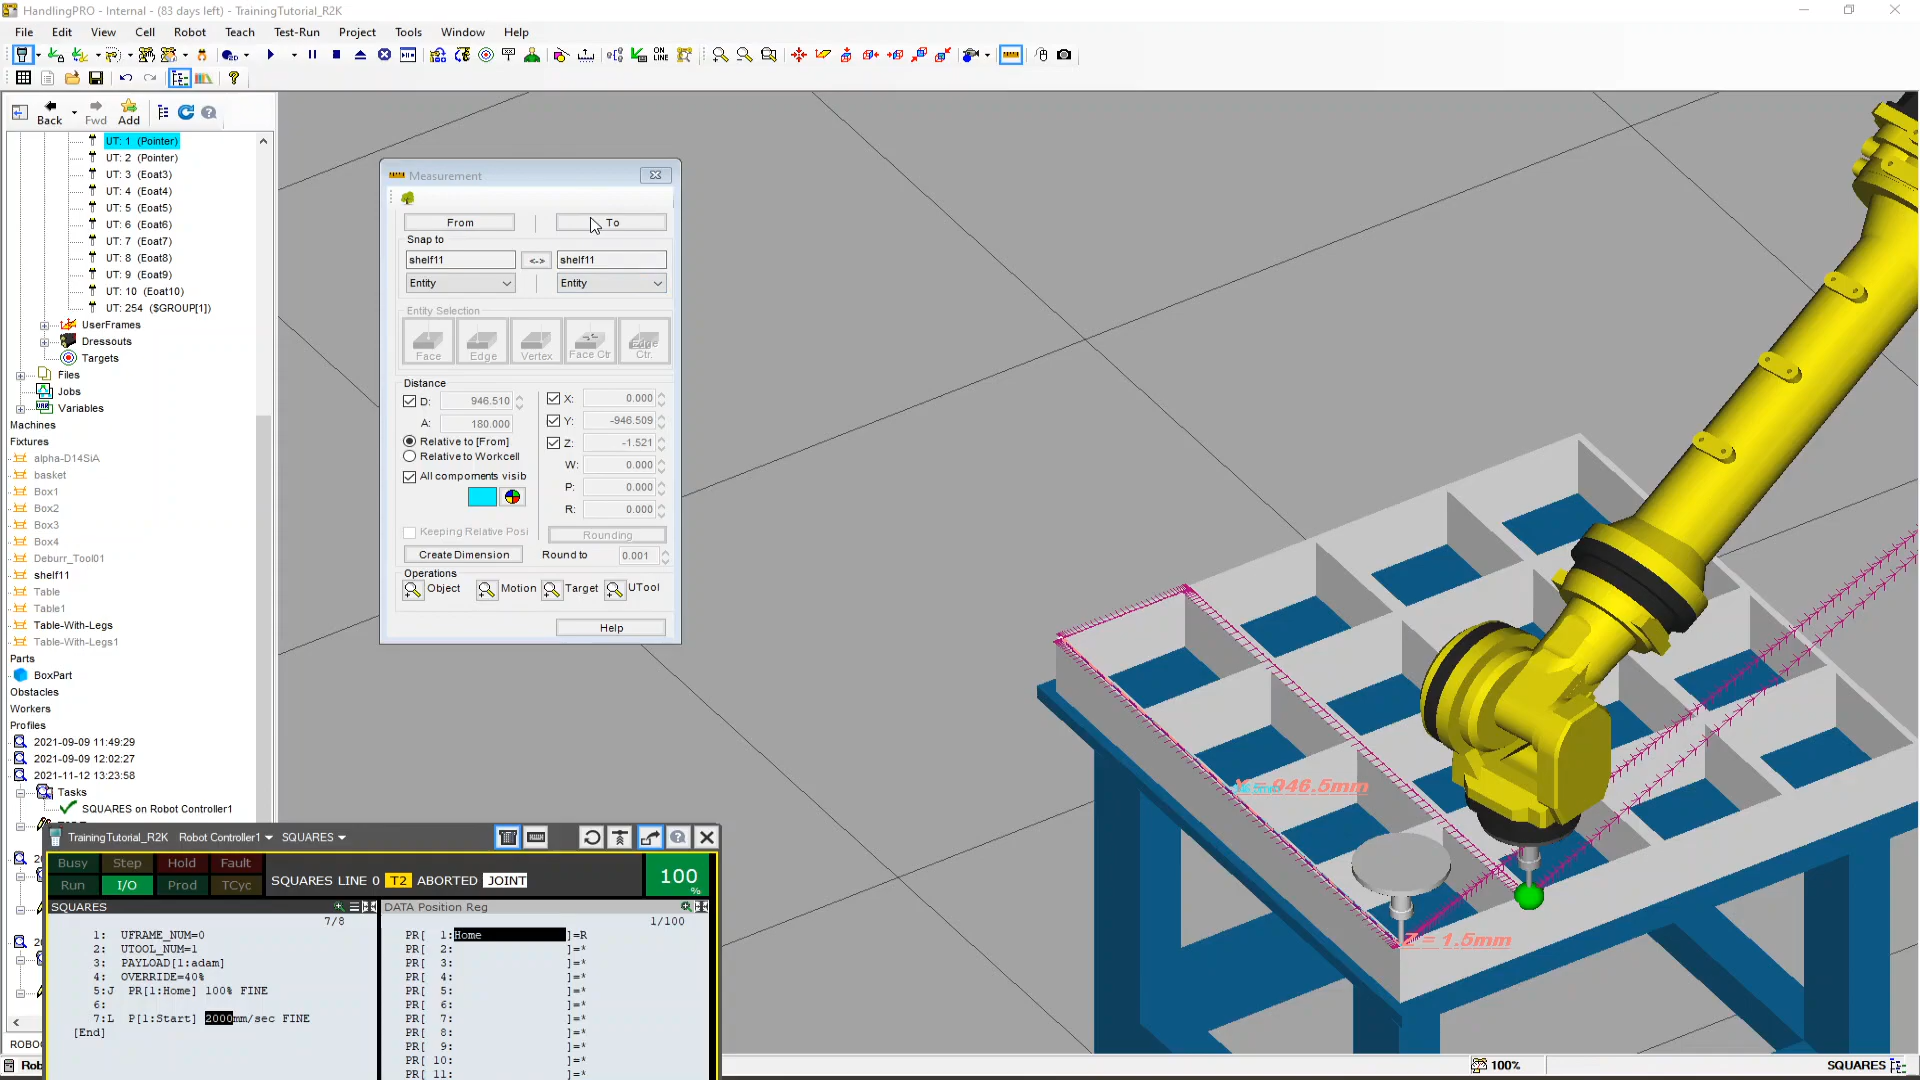 HandlingPRO - Internal - (83 days left) - TrainingTutorial_R2K
File Edit View Cell Robot Teach Test-Run Project Tools Window Help
ON LINE
Back Fwd Add
UT: 1 (Pointer)
UT: 2 (Pointer)
UT: 3 (Eoat3)
UT: 4 (Eoat4)
UT: 5 (Eoat5)
UT: 6 (Eoat6)
UT: 7 (Eoat7)
UT: 8 (Eoat8)
UT: 9 (Eoat9)
UT: 10 (Eoat10)
UT: 254 ($GROUP[1])
UserFrames
Dressouts
Targets
Files
Jobs
Variables
Machines
Fixtures
alpha-D14SiA
basket
Box1
Box2
Box3
Box4
Deburr_Tool01
shelf11
Table
Table1
Table-With-Legs
Table-With-Legs1
Parts
BoxPart
Obstacles
Workers
Profiles
2021-09-09 11:49:29
2021-09-09 12:02:27
2021-11-12 13:23:58
Tasks
SQUARES on Robot Controller1
Measurement
From To
Snap to
shelf11 <-> shelf11
Entity Entity
Entity Selection
Face Edge Vertex Face Ctr Edge Ctr.
Distance
D: 946.510 X: 0.000
A: 180.000 Y: -946.509
Relative to [From] Z: -1.521
Relative to Workcell W: 0.000
All components visib P: 0.000
R: 0.000
Keeping Relative Posi Rounding
Create Dimension Round to 0.001
Operations
Object Motion Target UTool
Help
Y = 946.5mm
Z = 1.5mm
TrainingTutorial_R2K Robot Controller1 SQUARES
Busy Step Hold Fault
Run I/O Prod TCyc
SQUARES LINE 0 T2 ABORTED JOINT
100 %
SQUARES
7/8
1: UFRAME_NUM=0
2: UTOOL_NUM=1
3: PAYLOAD[1:adam]
4: OVERRIDE=40%
5:J PR[1:Home] 100% FINE
6:
7:L P[1:Start] 2000mm/sec FINE
[End]
DATA Position Reg
1/100
PR[ 1:Home ]=R
PR[ 2: ]=*
PR[ 3: ]=*
PR[ 4: ]=*
PR[ 5: ]=*
PR[ 6: ]=*
PR[ 7: ]=*
PR[ 8: ]=*
PR[ 9: ]=*
PR[ 10: ]=*
PR[ 11: ]=*
100% SQUARES